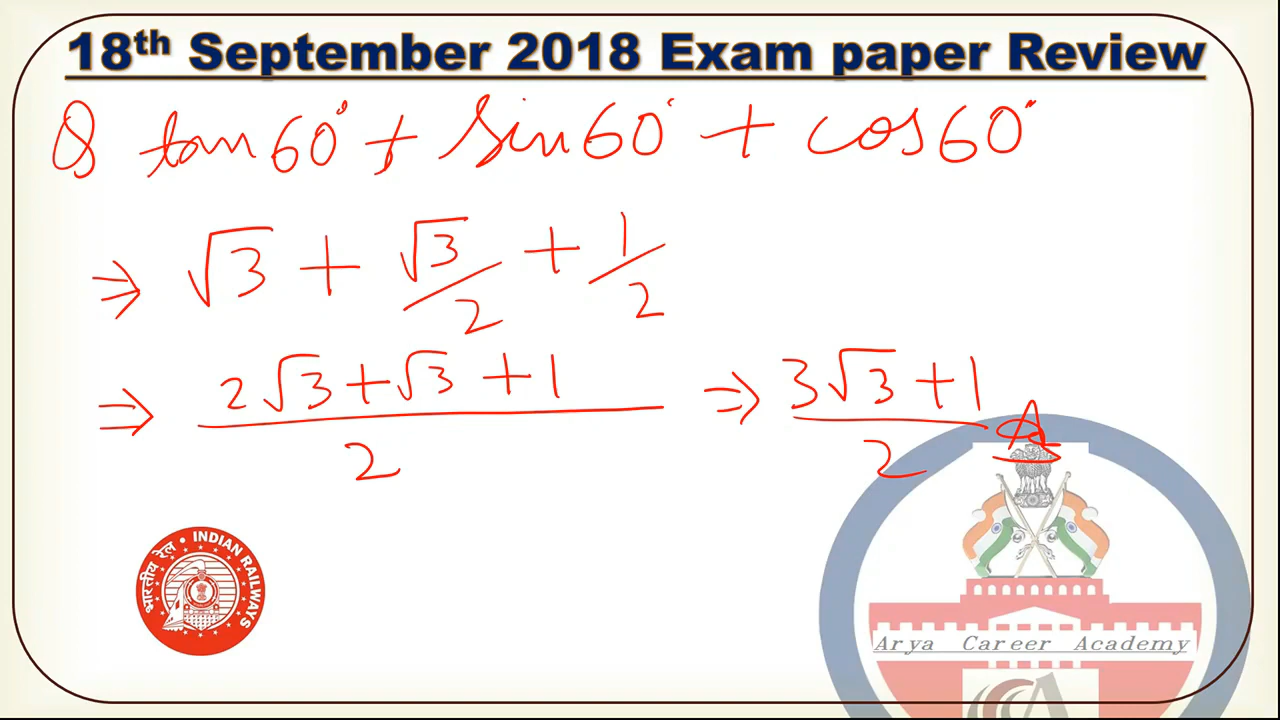 18th September 2018 Exam paper Review
Q tan60° + sin60° + cos60°
⇒ √3 + √3/2 + 1/2
⇒ (2√3+√3+1)/2 ⇒ (3√3+1)/2 A
भारतीय रेल • INDIAN RAILWAYS
Arya Career Academy